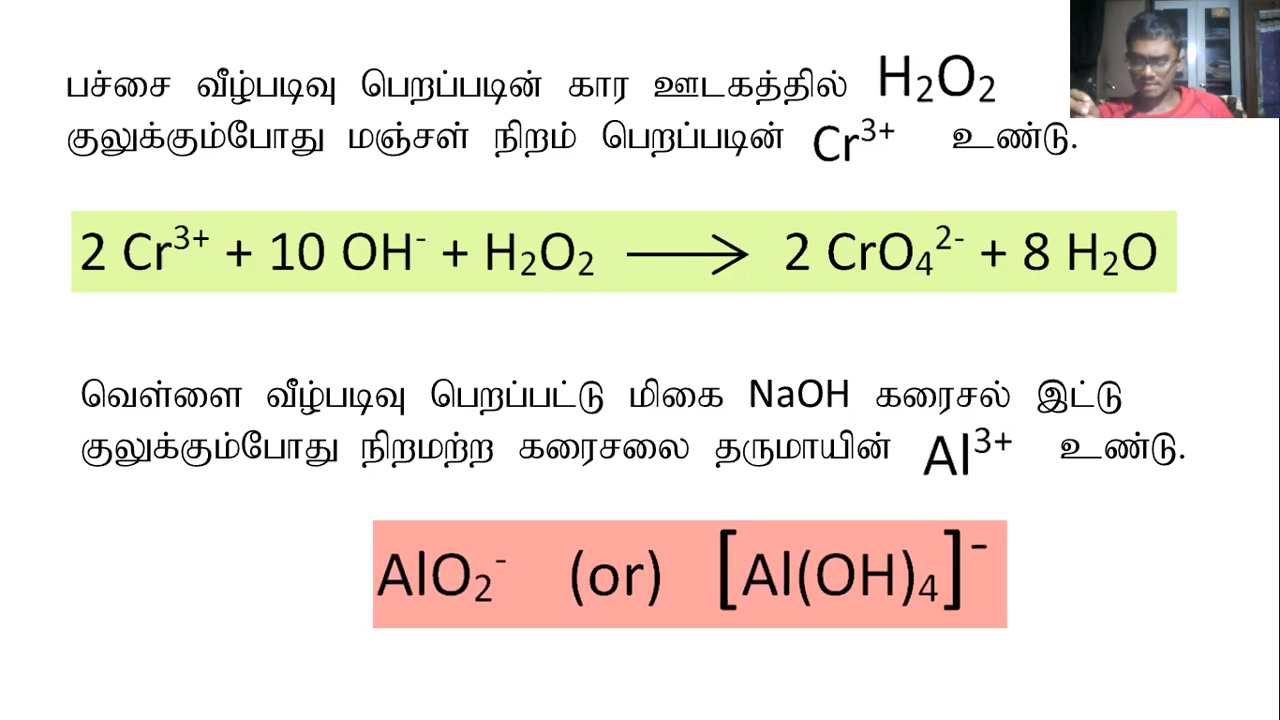 பச்சை வீழ்படிவு பெறப்படின் கார ஊடகத்தில் H₂O₂
குலுக்கும்போது மஞ்சள் நிறம் பெறப்படின் Cr³⁺ உண்டு.
2 Cr³⁺ + 10 OH⁻ + H₂O₂ ⟶ 2 CrO₄²⁻ + 8 H₂O
வெள்ளை வீழ்படிவு பெறப்பட்டு மிகை NaOH கரைசல் இட்டு
குலுக்கும்போது நிறமற்ற கரைசலை தருமாயின் Al³⁺ உண்டு.
AlO₂⁻ (or) [Al(OH)₄]⁻